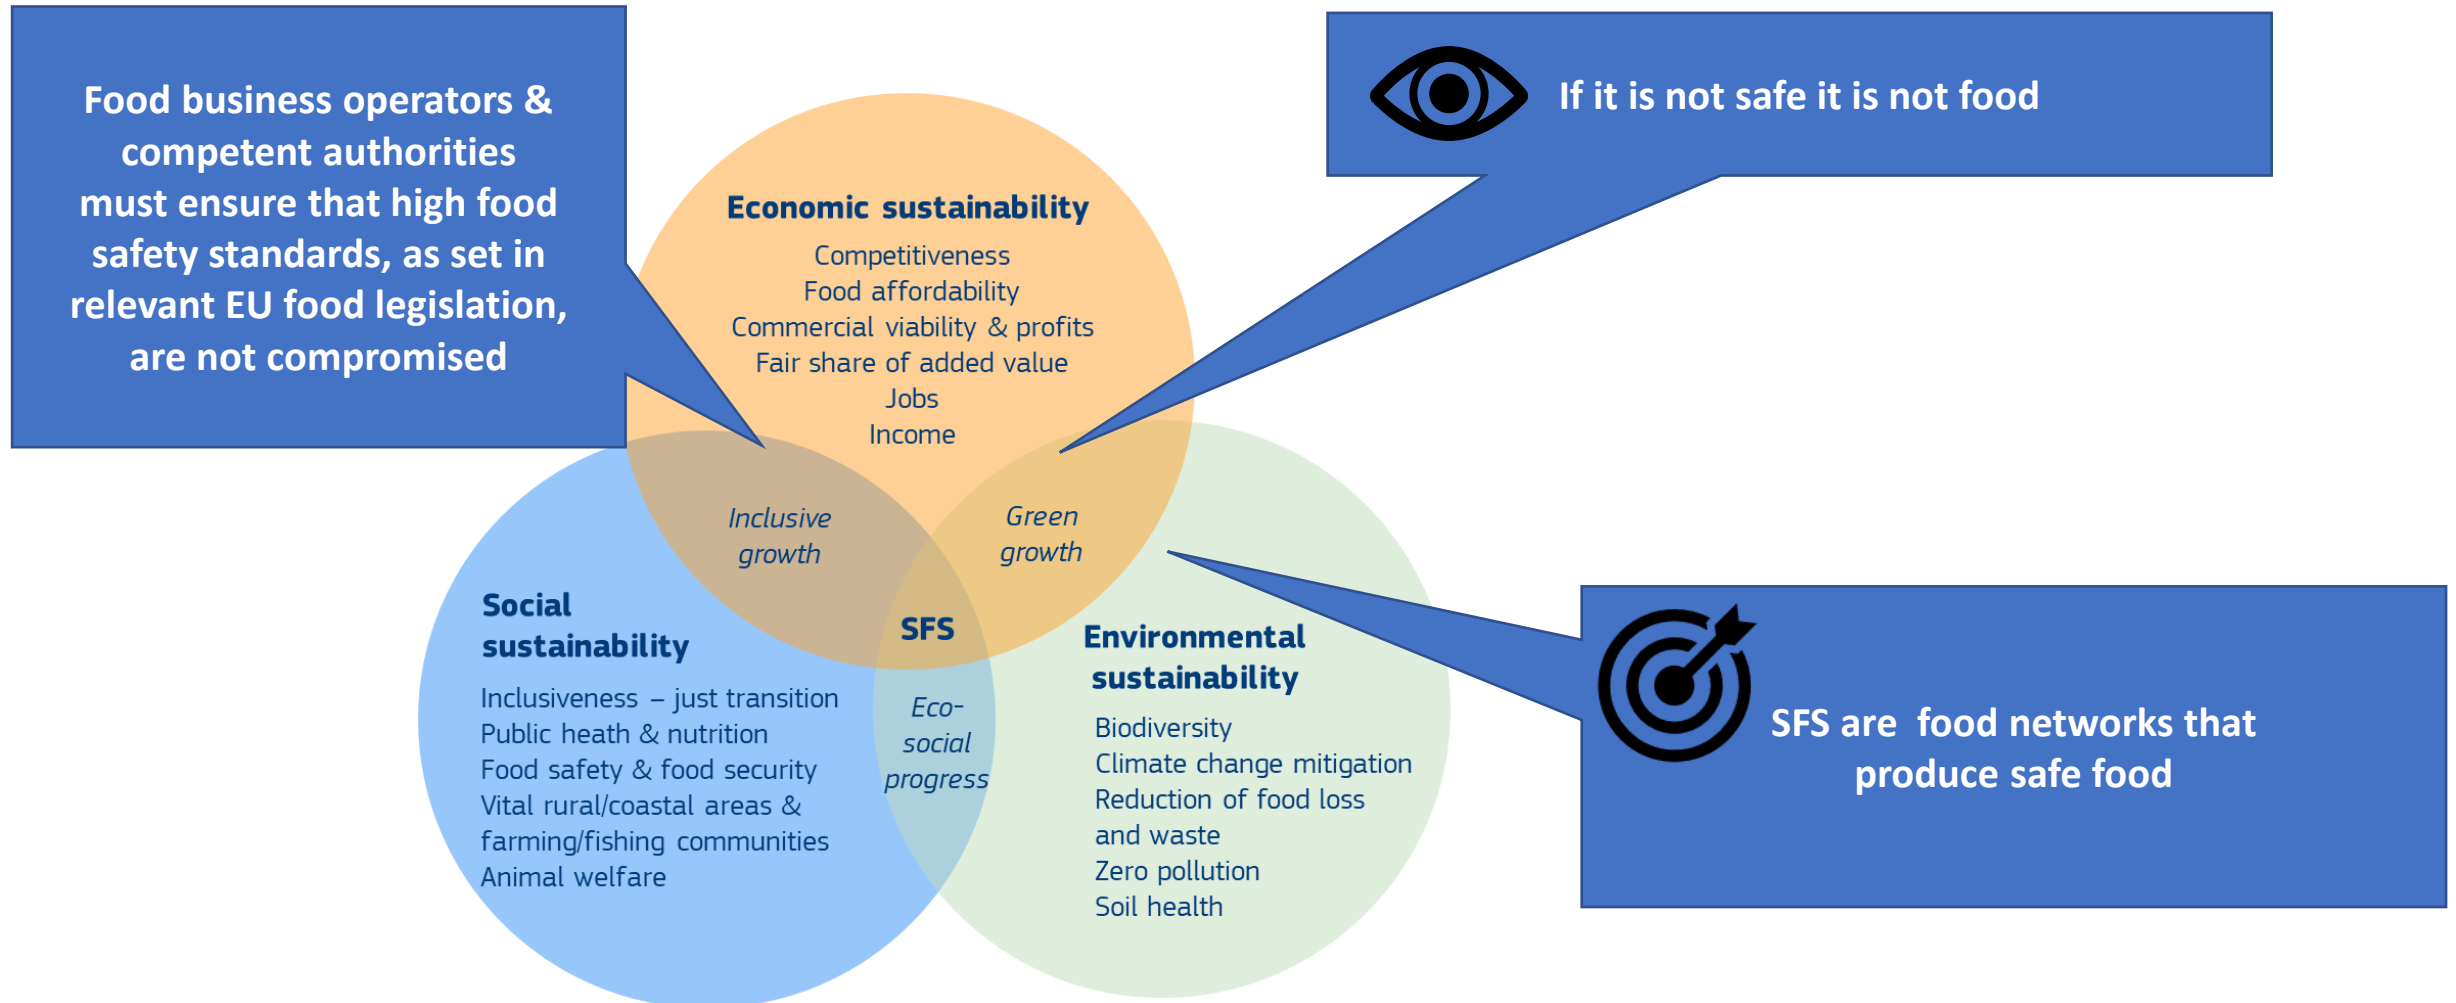 Food business operators &
competent authorities
must ensure that high food
safety standards, as set in
relevant EU food legislation,
are not compromised
If it is not safe it is not food
Economic sustainability
Competitiveness
Food affordability
Commercial viability & profits
Fair share of added value
Jobs
Income
Inclusive
growth
Green
growth
SFS
Social
sustainability
Inclusiveness – just transition
Public heath & nutrition
Food safety & food security
Vital rural/coastal areas &
farming/fishing communities
Animal welfare
Eco-
social
progress
Environmental
sustainability
Biodiversity
Climate change mitigation
Reduction of food loss
and waste
Zero pollution
Soil health
SFS are food networks that
produce safe food